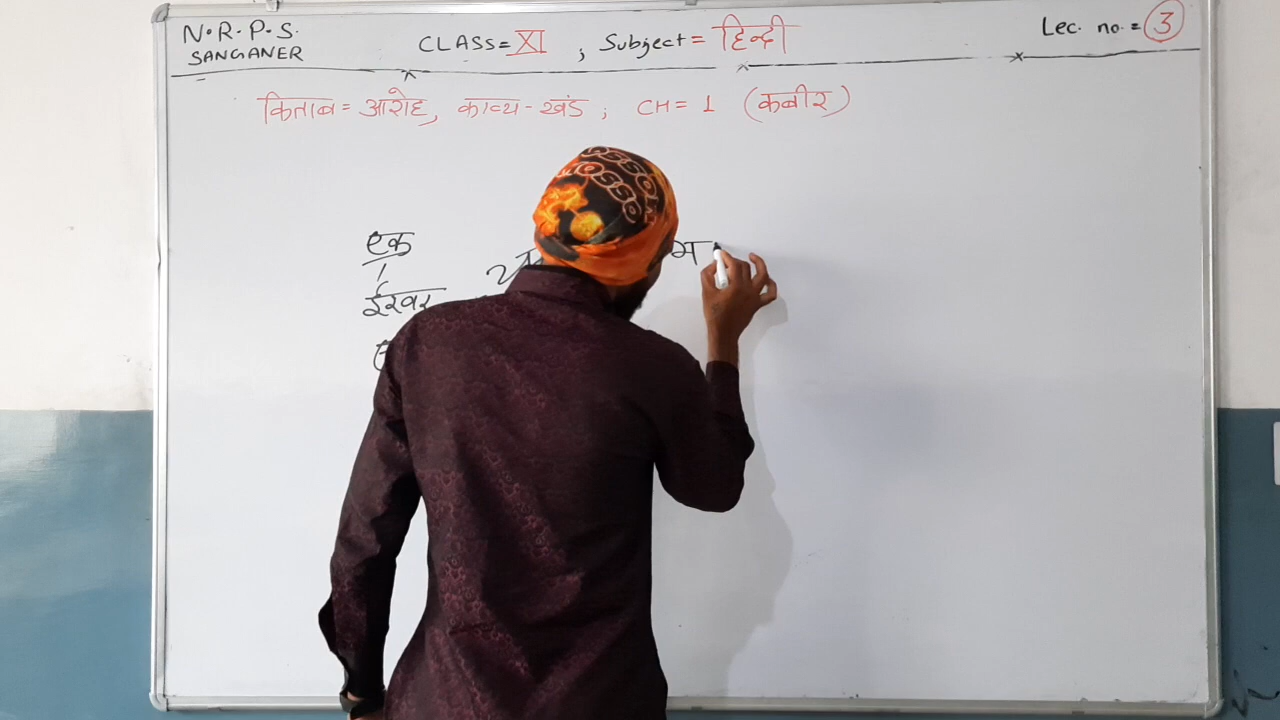 N.R.P.S.
SANGANER
CLASS = XI , Subject = हिन्दी
Lec. no. = 3
किताब = आरोह, काव्य-खंड ; CH = 1 (कबीर)
एक
ईश्वर